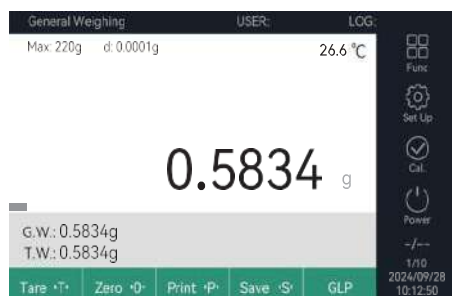 General Weighing USER: LOG:
Max: 220g d: 0.0001g 26.6 ℃
Func
Set Up
Cal.
0.5834 g
Power
G.W.: 0.5834g
T.W.: 0.5834g
-/--
1/10
Tare ·T· Zero ·0· Print ·P· Save ·S· GLP
2024/09/28
10:12:50